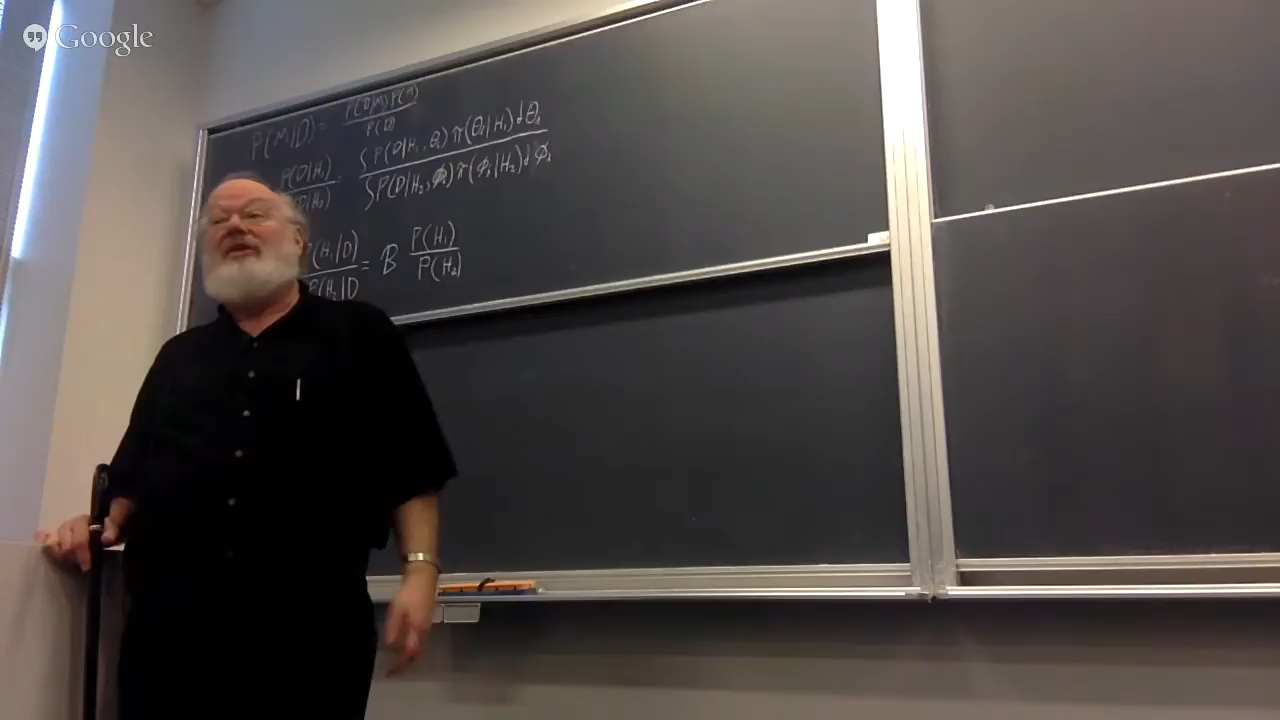 Google
P(M|D) = P(D|M) P(M) / P(D)
P(D|H₁) / (D|H₂) = ∫P(D|H₁, θ₁) π(θ₁|H₁) dθ₁ / ∫P(D|H₂, Φ₂) π(Φ₂|H₂) dΦ₂
P(H₁|D) / P(H₂|D = B P(H₁) / P(H₂)